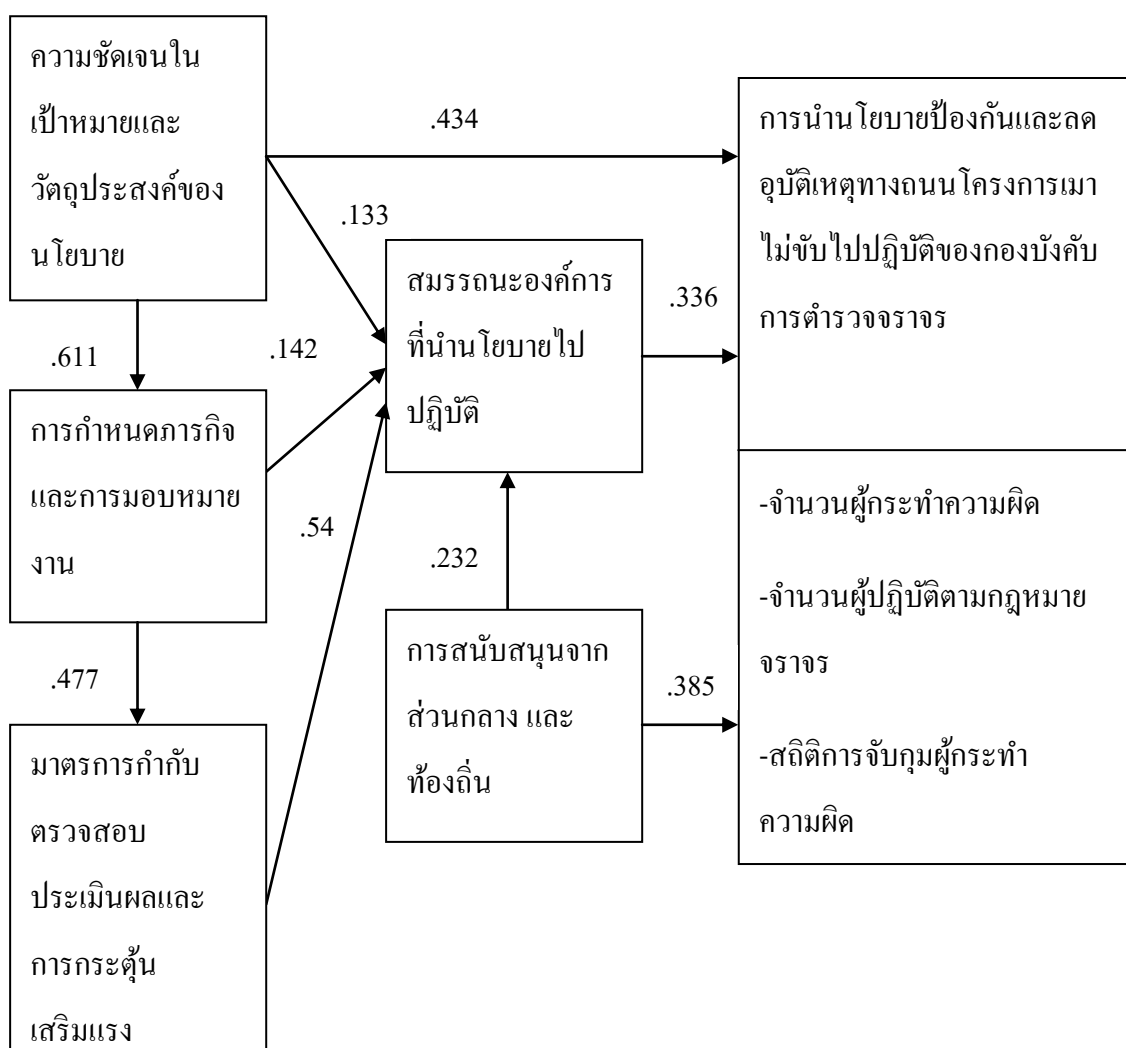 ความชัดเจนใน
เป้าหมายและ
วัตถุประสงค์ของ
นโยบาย
.434
.133
การนำนโยบายป้องกันและลด
อุบัติเหตุทางถนนโครงการเมา
ไม่ขับไปปฏิบัติของกองบังคับ
การตำรวจจราจร
สมรรถนะองค์การ
ที่นำนโยบายไป
ปฏิบัติ
.336
.611
.142
การกำหนดภารกิจ
และการมอบหมาย
งาน
.54
.232
-จำนวนผู้กระทำความผิด
-จำนวนผู้ปฏิบัติตามกฎหมาย
จราจร
-สถิติการจับกุมผู้กระทำ
ความผิด
การสนับสนุนจาก
ส่วนกลาง และ
ท้องถิ่น
.385
.477
มาตรการกำกับ
ตรวจสอบ
ประเมินผลและ
การกระตุ้น
เสริมแรง